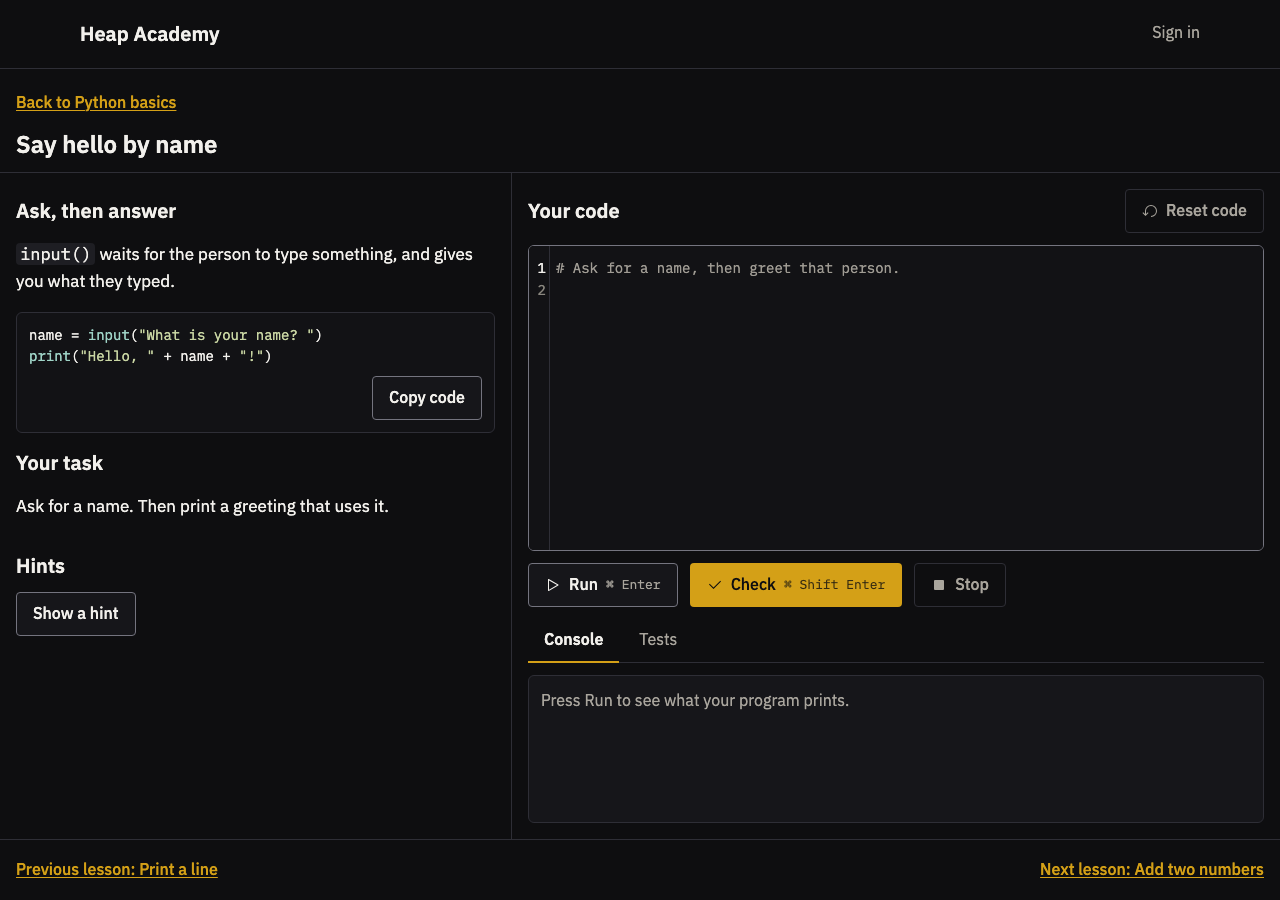 Heap Academy
Sign in
Back to Python basics
Say hello by name
Ask, then answer
input() waits for the person to type something, and gives
you what they typed.
name = input("What is your name? ")
print("Hello, " + name + "!")
Copy code
Your task
Ask for a name. Then print a greeting that uses it.
Hints
Show a hint
Your code
Reset code
1 # Ask for a name, then greet that person.
2
Run ⌘ Enter
Check ⌘ Shift Enter
Stop
Console
Tests
Press Run to see what your program prints.
Previous lesson: Print a line
Next lesson: Add two numbers